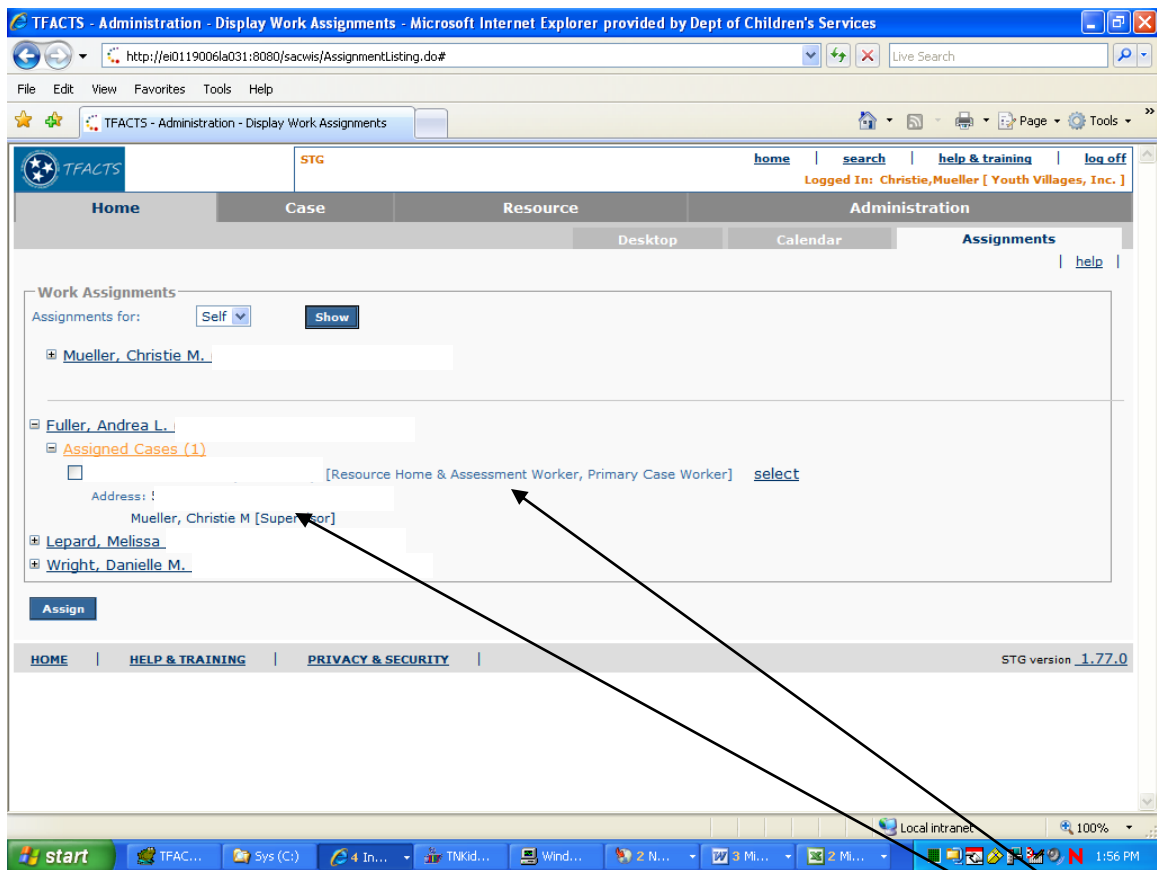 TFACTS - Administration - Display Work Assignments - Microsoft Internet Explorer provided by Dept of Children's Services
http://ei0119006la031:8080/sacwis/AssignmentListing.do#
Live Search
File Edit View Favorites Tools Help
TFACTS - Administration - Display Work Assignments
Page Tools
TFACTS
STG
home | search | help & training | log off
Logged In: Christie,Mueller [ Youth Villages, Inc. ]
Home Case Resource Administration
Desktop Calendar Assignments
| help |
Work Assignments
Assignments for: Self Show
Mueller, Christie M.
Fuller, Andrea L.
Assigned Cases (1)
[Resource Home & Assessment Worker, Primary Case Worker] select
Address:
Mueller, Christie M [Supervisor]
Lepard, Melissa
Wright, Danielle M.
Assign
HOME | HELP & TRAINING | PRIVACY & SECURITY |
STG version 1.77.0
Local intranet 100%
start TFAC... Sys (C:) 4 In... TNKid... Wind... 2 N... 3 Mi... 2 Mi... 1:56 PM